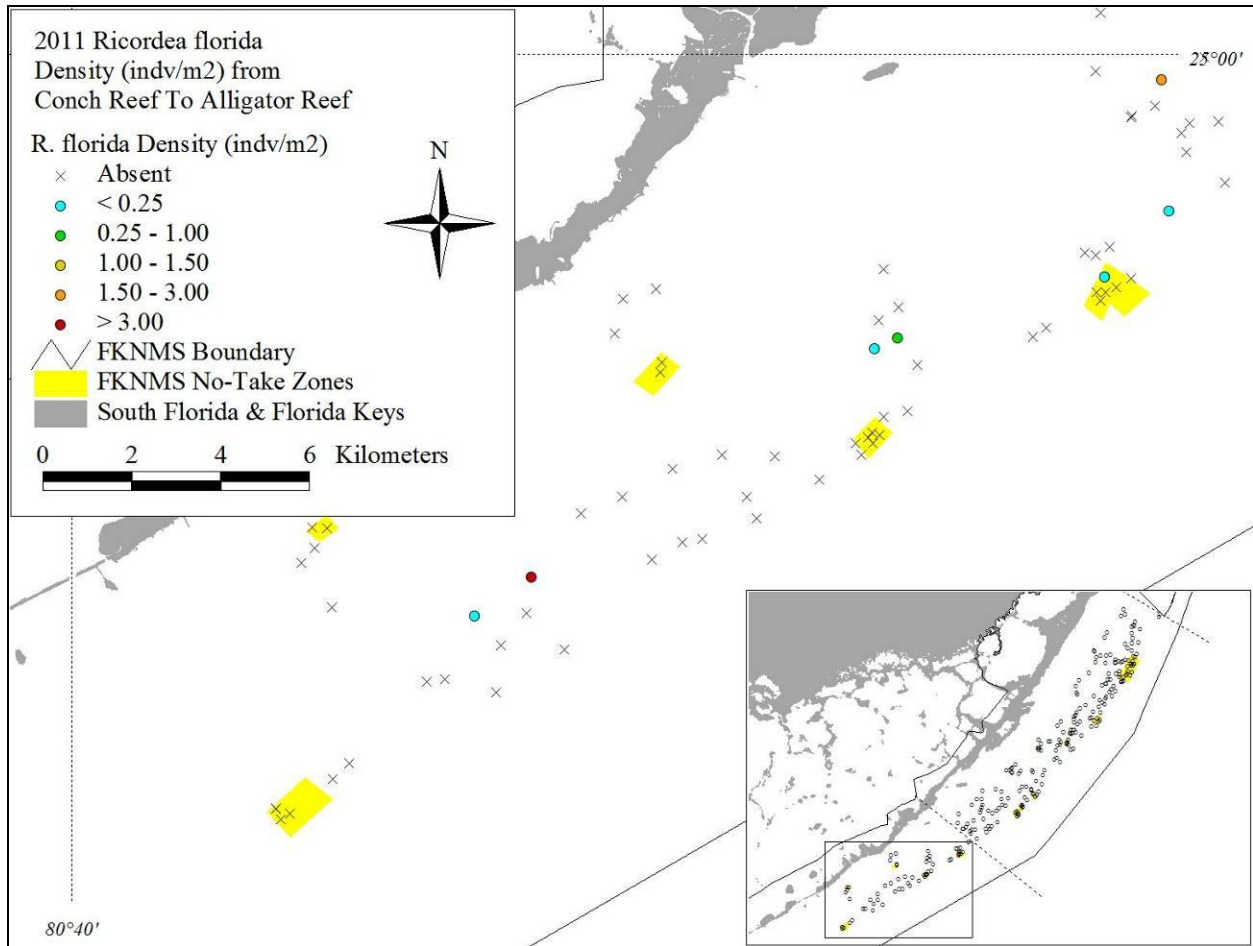 2011 Ricordea florida
Density (indv/m2) from
Conch Reef To Alligator Reef
R. florida Density (indv/m2)
Absent
< 0.25
0.25 - 1.00
1.00 - 1.50
1.50 - 3.00
> 3.00
FKNMS Boundary
FKNMS No-Take Zones
South Florida & Florida Keys
0 2 4 6 Kilometers
N
25°00'
80°40'